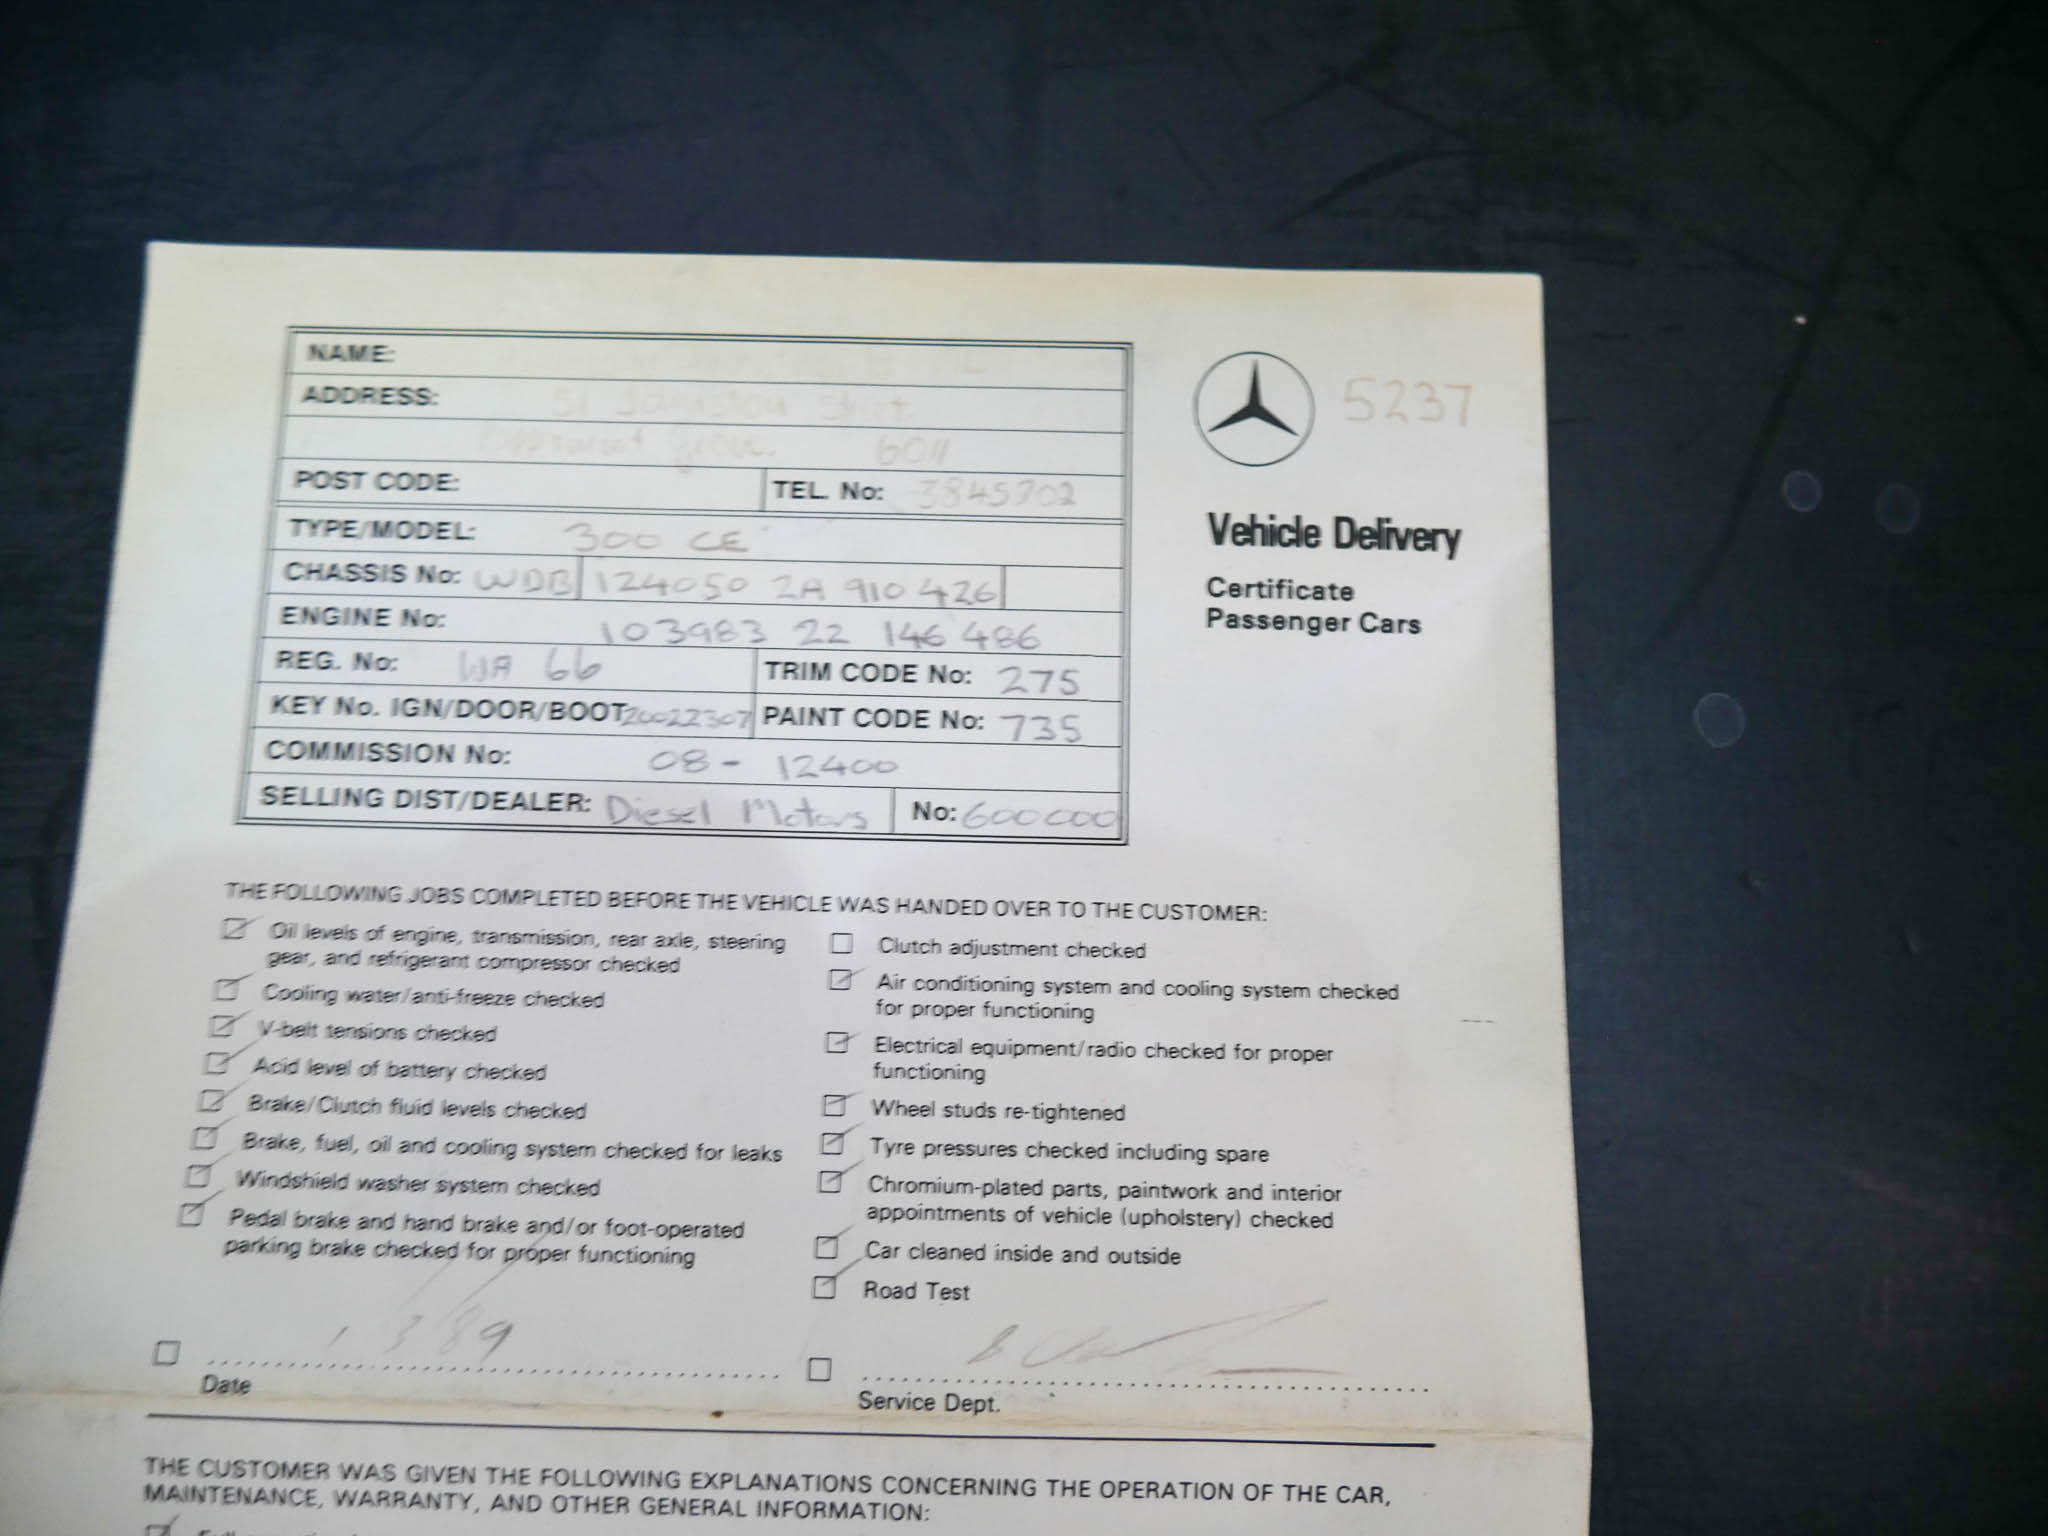 NAME:
5237
ADDRESS: 51 Street
Grove. 6011
POST CODE: TEL. No: 3845702
TYPE/MODEL: 300 CE
CHASSIS No: WDB 124050 2A 910 426
ENGINE No: 103983 22 146 486
REG. No: WA 66 TRIM CODE No: 275
KEY No. IGN/DOOR/BOOT 20022307 PAINT CODE No: 735
COMMISSION No: 08 - 12400
SELLING DIST/DEALER: Diesel Motors No: 600000
Vehicle Delivery
Certificate
Passenger Cars
THE FOLLOWING JOBS COMPLETED BEFORE THE VEHICLE WAS HANDED OVER TO THE CUSTOMER:
Oil levels of engine, transmission, rear axle, steering
gear, and refrigerant compressor checked
Cooling water/anti-freeze checked
V-belt tensions checked
Acid level of battery checked
Brake/Clutch fluid levels checked
Brake, fuel, oil and cooling system checked for leaks
Windshield washer system checked
Pedal brake and hand brake and/or foot-operated
parking brake checked for proper functioning
Clutch adjustment checked
Air conditioning system and cooling system checked
for proper functioning
Electrical equipment/radio checked for proper
functioning
Wheel studs re-tightened
Tyre pressures checked including spare
Chromium-plated parts, paintwork and interior
appointments of vehicle (upholstery) checked
Car cleaned inside and outside
Road Test
1 3 89
Date
Service Dept.
THE CUSTOMER WAS GIVEN THE FOLLOWING EXPLANATIONS CONCERNING THE OPERATION OF THE CAR,
MAINTENANCE, WARRANTY, AND OTHER GENERAL INFORMATION: